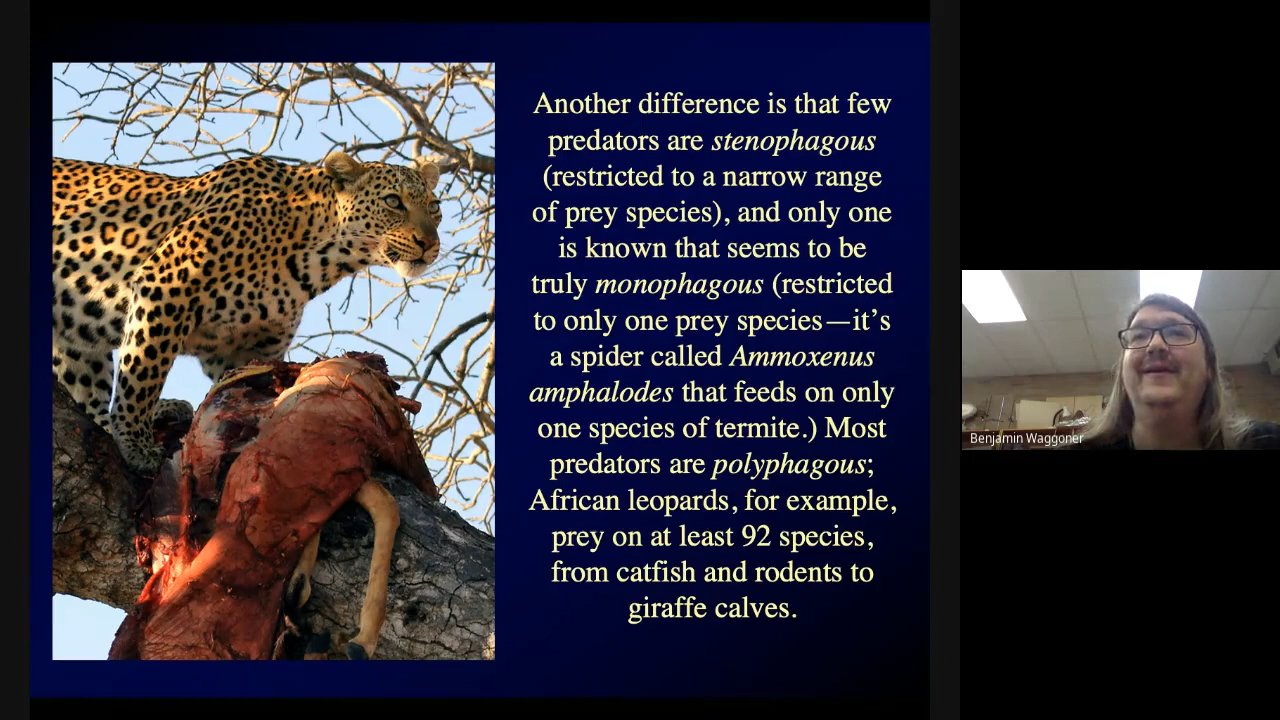 Another difference is that few
predators are stenophagous
(restricted to a narrow range
of prey species), and only one
is known that seems to be
truly monophagous (restricted
to only one prey species—it's
a spider called Ammoxenus
amphalodes that feeds on only
one species of termite.) Most
predators are polyphagous;
African leopards, for example,
prey on at least 92 species,
from catfish and rodents to
giraffe calves.
Benjamin Waggoner